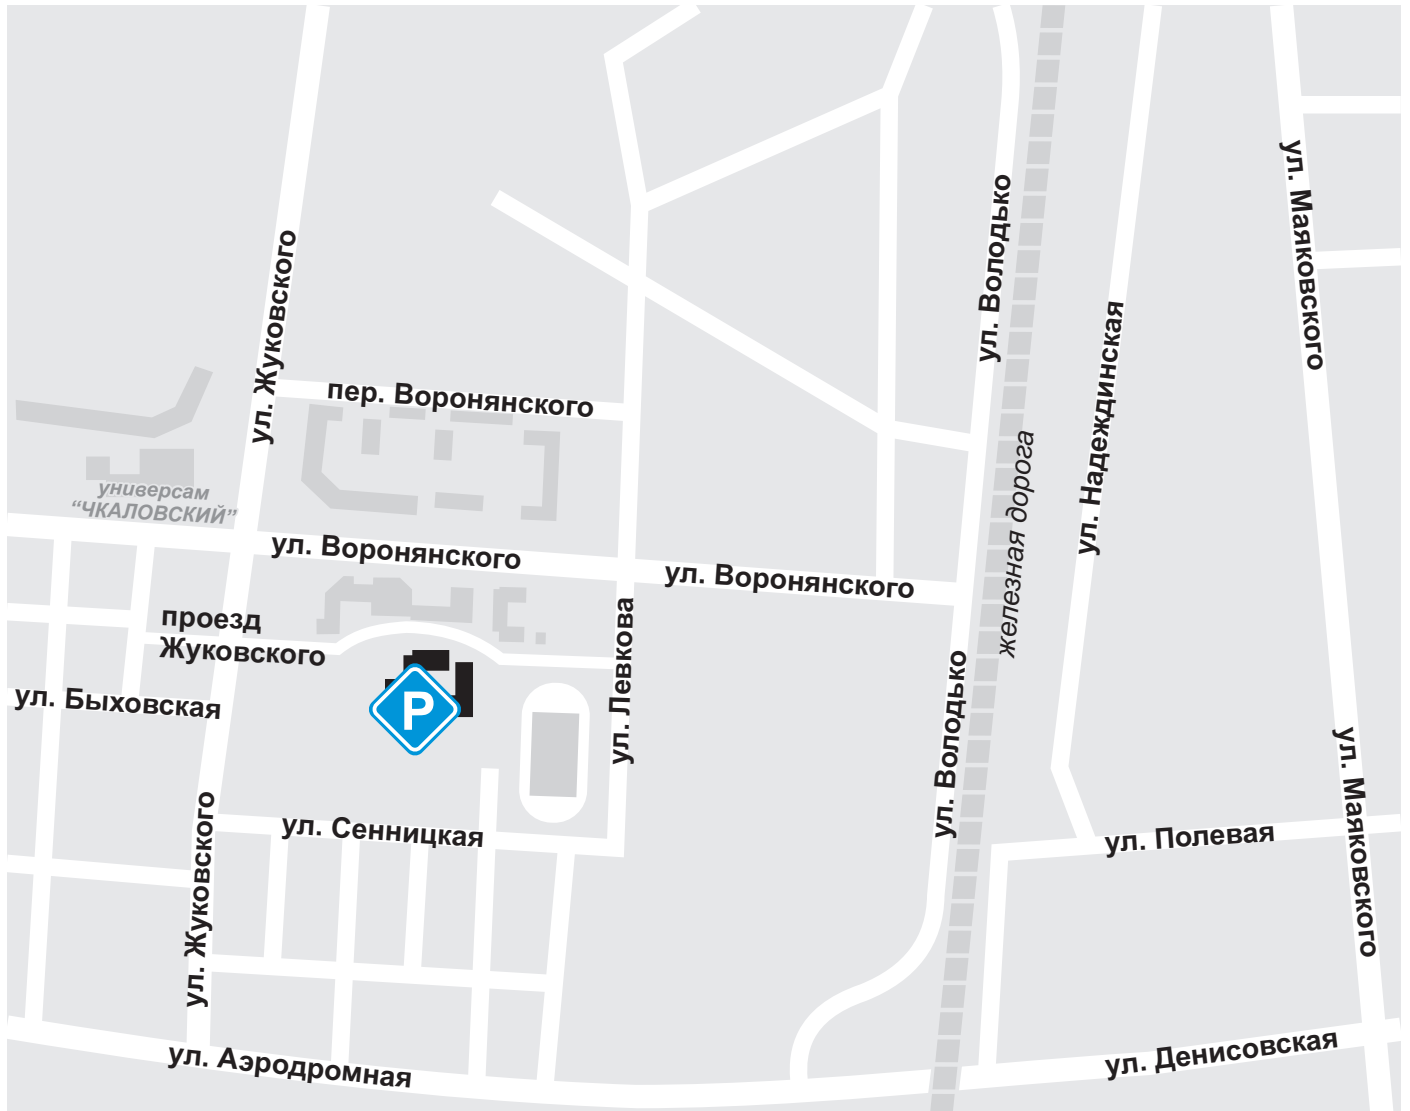 ул. Маяковского
ул. Володько
ул. Жуковского
ул. Надеждинская
пер. Воронянского
железная дорога
универсам
“ЧКАЛОВСКИЙ”
ул. Воронянского
ул. Воронянского
проезд
Жуковского
ул. Левкова
ул. Быховская
P
ул. Володько
ул. Маяковского
ул. Жуковского
ул. Сенницкая
ул. Полевая
ул. Аэродромная
ул. Денисовская